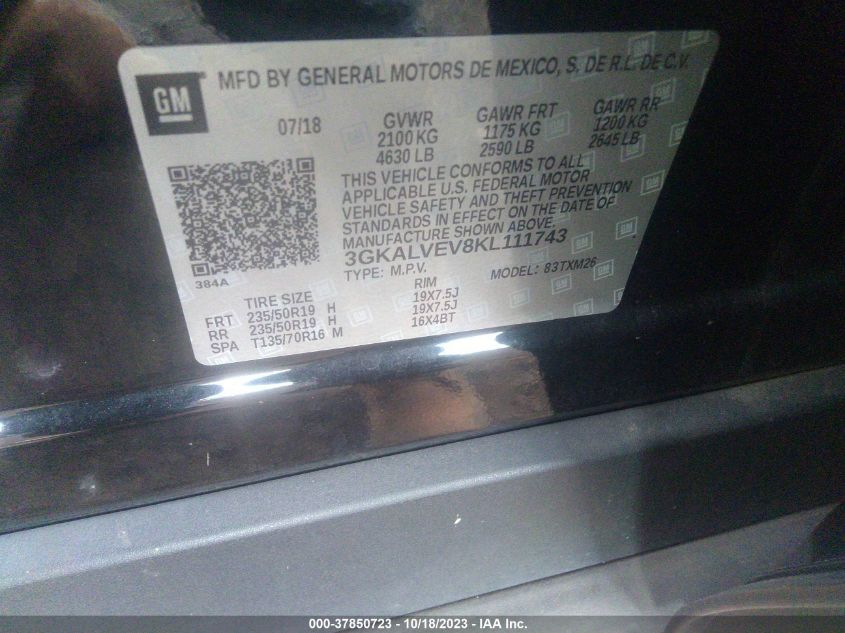 GM
MFD BY GENERAL MOTORS DE MEXICO, S. DE R.L. DE C.V.
07/18
GVWR GAWR FRT GAWR RR
2100 KG 1175 KG 1200 KG
4630 LB 2590 LB 2645 LB
THIS VEHICLE CONFORMS TO ALL
APPLICABLE U.S. FEDERAL MOTOR
VEHICLE SAFETY AND THEFT PREVENTION
STANDARDS IN EFFECT ON THE DATE OF
MANUFACTURE SHOWN ABOVE.
3GKALVEV8KL111743
TYPE: M.P.V. MODEL: 83TXM26
384A
TIRE SIZE RIM
FRT 235/50R19 H 19X7.5J
RR 235/50R19 H 19X7.5J
SPA T135/70R16 M 16X4BT
000-37850723 - 10/18/2023 - IAA Inc.